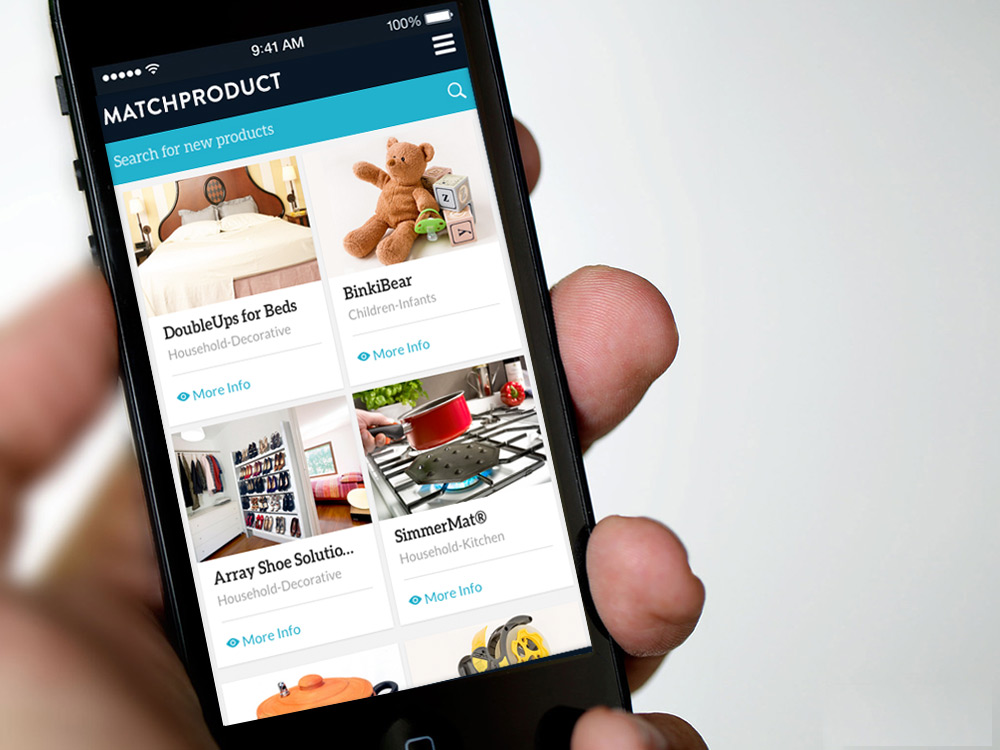 100%
9:41 AM
MATCHPRODUCT
Search for new products
DoubleUps for Beds
Household-Decorative
More Info
BinkiBear
Children-Infants
More Info
Z
y
Array Shoe Solutio...
Household-Decorative
More Info
SimmerMat®
Household-Kitchen
More Info